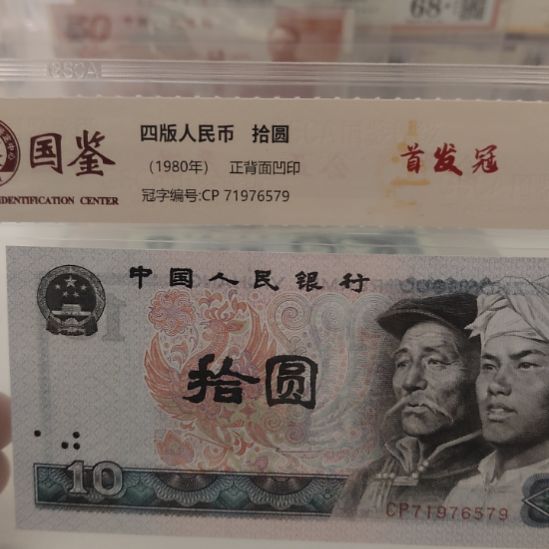 50
68
国鉴
IDENTIFICATION CENTER
四版人民币 拾圆
（1980年） 正背面凹印
冠字编号:CP 71976579
首发冠
中国人民银行
拾圆
10
CP71976579